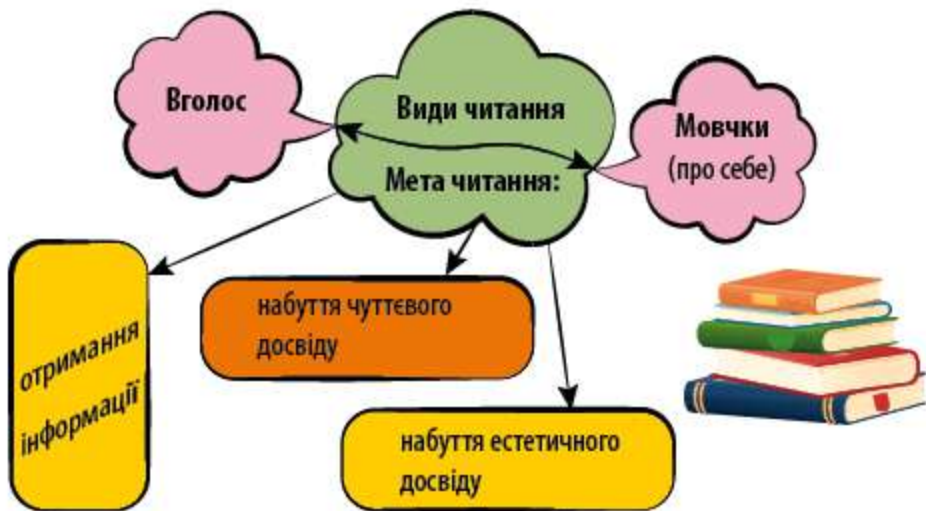 Вголос
Види читання
Мета читання:
Мовчки
(про себе)
отримання
інформації
набуття чуттєвого
досвіду
набуття естетичного
досвіду